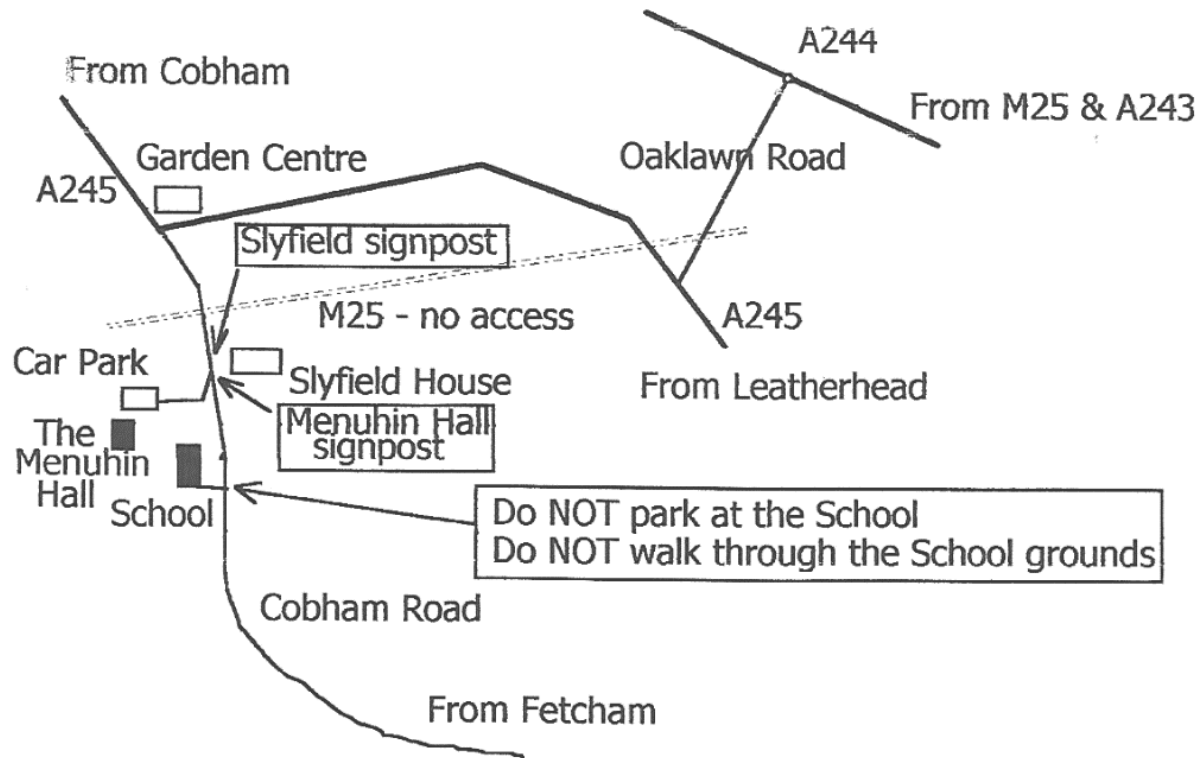 A244
From Cobham
From M25 & A243
Garden Centre
Oaklawn Road
A245
Slyfield signpost
M25 - no access
A245
Car Park
Slyfield House
From Leatherhead
Menuhin Hall
signpost
The
Menuhin
Hall
School
Do NOT park at the School
Do NOT walk through the School grounds
Cobham Road
From Fetcham